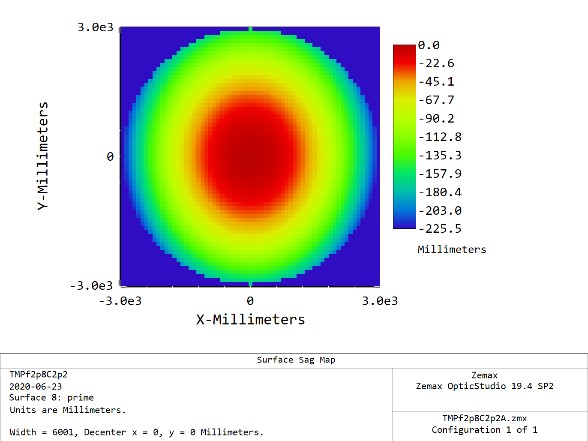 3.0e3
0
-3.0e3
Y-Millimeters
-3.0e3 0 3.0e3
X-Millimeters
0.0
-22.6
-45.1
-67.7
-90.2
-112.8
-135.3
-157.9
-180.4
-203.0
-225.5
Millimeters
Surface Sag Map
TMPf2p8C2p2
2020-06-23
Surface 8: prime
Units are Millimeters.
Width = 6001, Decenter x = 0, y = 0 Millimeters.
Zemax
Zemax OpticStudio 19.4 SP2
TMPf2p8C2p2A.zmx
Configuration 1 of 1